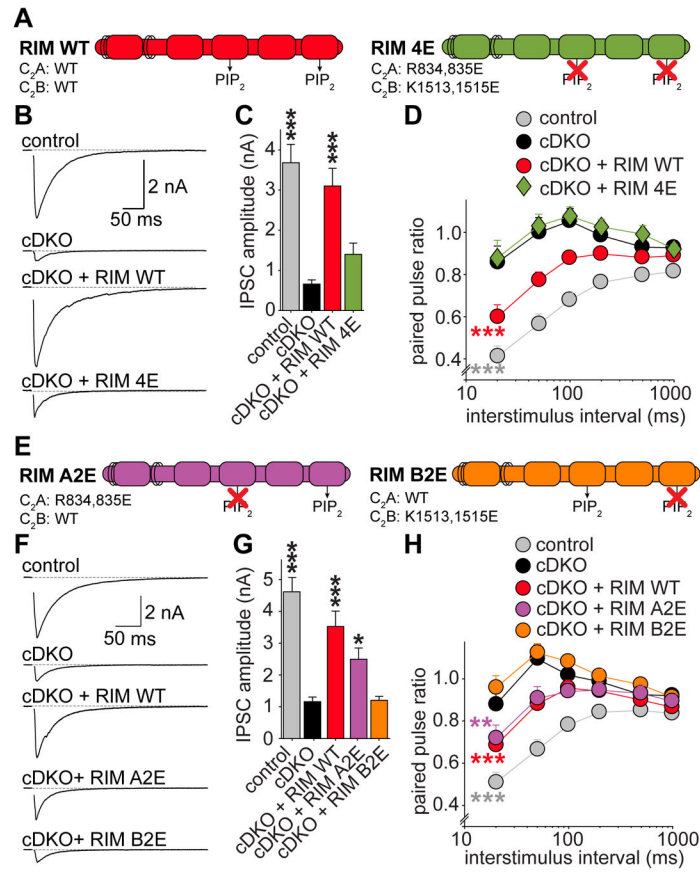 A
RIM WT
C2A: WT
C2B: WT
PIP2
PIP2
RIM 4E
C2A: R834,835E
C2B: K1513,1515E
PIP2
PIP2
B
control
2 nA
50 ms
cDKO
cDKO + RIM WT
cDKO + RIM 4E
C
IPSC amplitude (nA)
4
3
2
1
0
***
***
control
cDKO
cDKO + RIM WT
cDKO + RIM 4E
D
control
cDKO
cDKO + RIM WT
cDKO + RIM 4E
paired pulse ratio
1.0
0.8
0.6
0.4
***
***
10
100
1000
interstimulus interval (ms)
E
RIM A2E
C2A: R834,835E
C2B: WT
PIP2
PIP2
RIM B2E
C2A: WT
C2B: K1513,1515E
PIP2
PIP2
F
control
2 nA
50 ms
cDKO
cDKO + RIM WT
cDKO+ RIM A2E
cDKO+ RIM B2E
G
IPSC amplitude (nA)
5
4
3
2
1
0
***
***
*
control
cDKO
cDKO + RIM WT
cDKO + RIM A2E
cDKO + RIM B2E
H
control
cDKO
cDKO + RIM WT
cDKO + RIM A2E
cDKO + RIM B2E
paired pulse ratio
1.0
0.8
0.6
0.4
**
***
***
10
100
1000
interstimulus interval (ms)